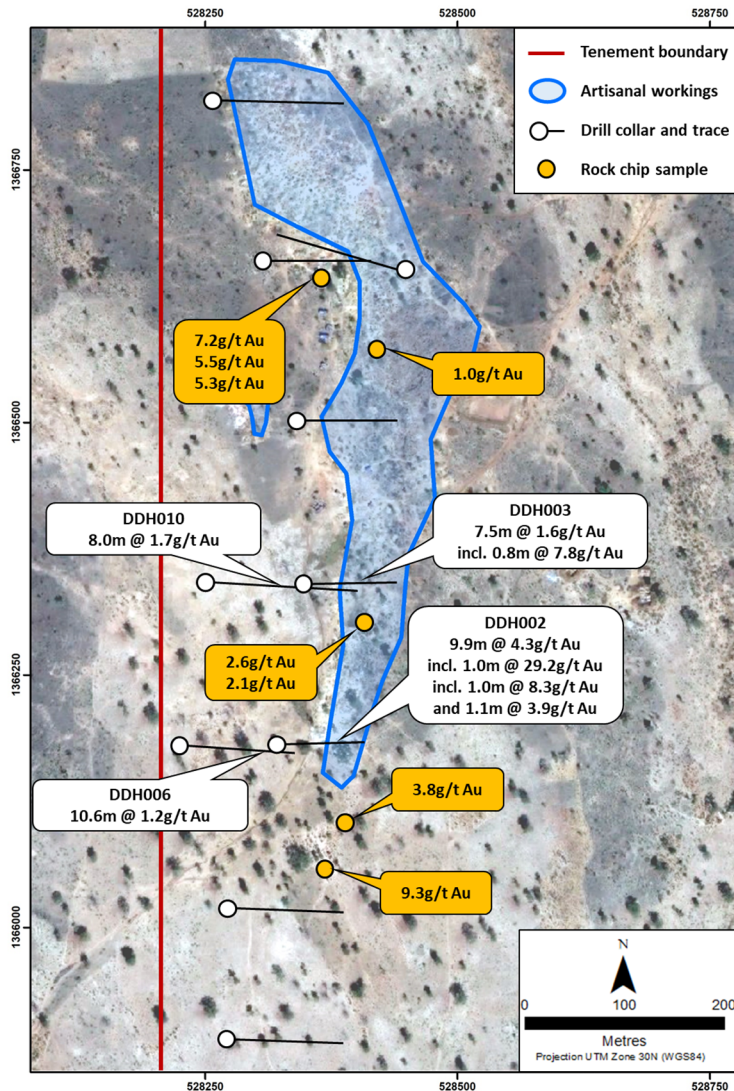 528250
528500
528750
Tenement boundary
Artisanal workings
Drill collar and trace
Rock chip sample
1366750
7.2g/t Au
5.5g/t Au
5.3g/t Au
1.0g/t Au
1366500
DDH010
8.0m @ 1.7g/t Au
DDH003
7.5m @ 1.6g/t Au
incl. 0.8m @ 7.8g/t Au
DDH002
9.9m @ 4.3g/t Au
incl. 1.0m @ 29.2g/t Au
incl. 1.0m @ 8.3g/t Au
and 1.1m @ 3.9g/t Au
2.6g/t Au
2.1g/t Au
1366250
DDH006
10.6m @ 1.2g/t Au
3.8g/t Au
9.3g/t Au
1366000
N
0
100
200
Metres
Projection UTM Zone 30N (WGS84)
528250
528500
528750